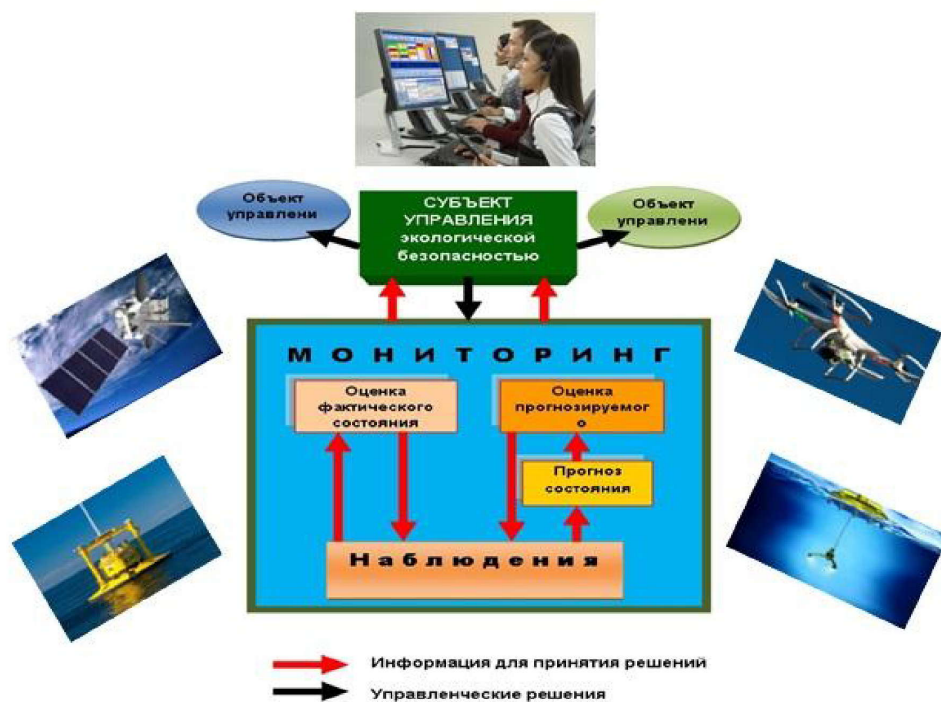 Объект
управлени
СУБЪЕКТ
УПРАВЛЕНИЯ
экологической
безопасностью
Объект
управлени
МОНИТОРИНГ
Оценка
фактического
состояния
Оценка
прогнозируемог
о
Прогноз
состояния
Наблюдения
Информация для принятия решений
Управленческие решения